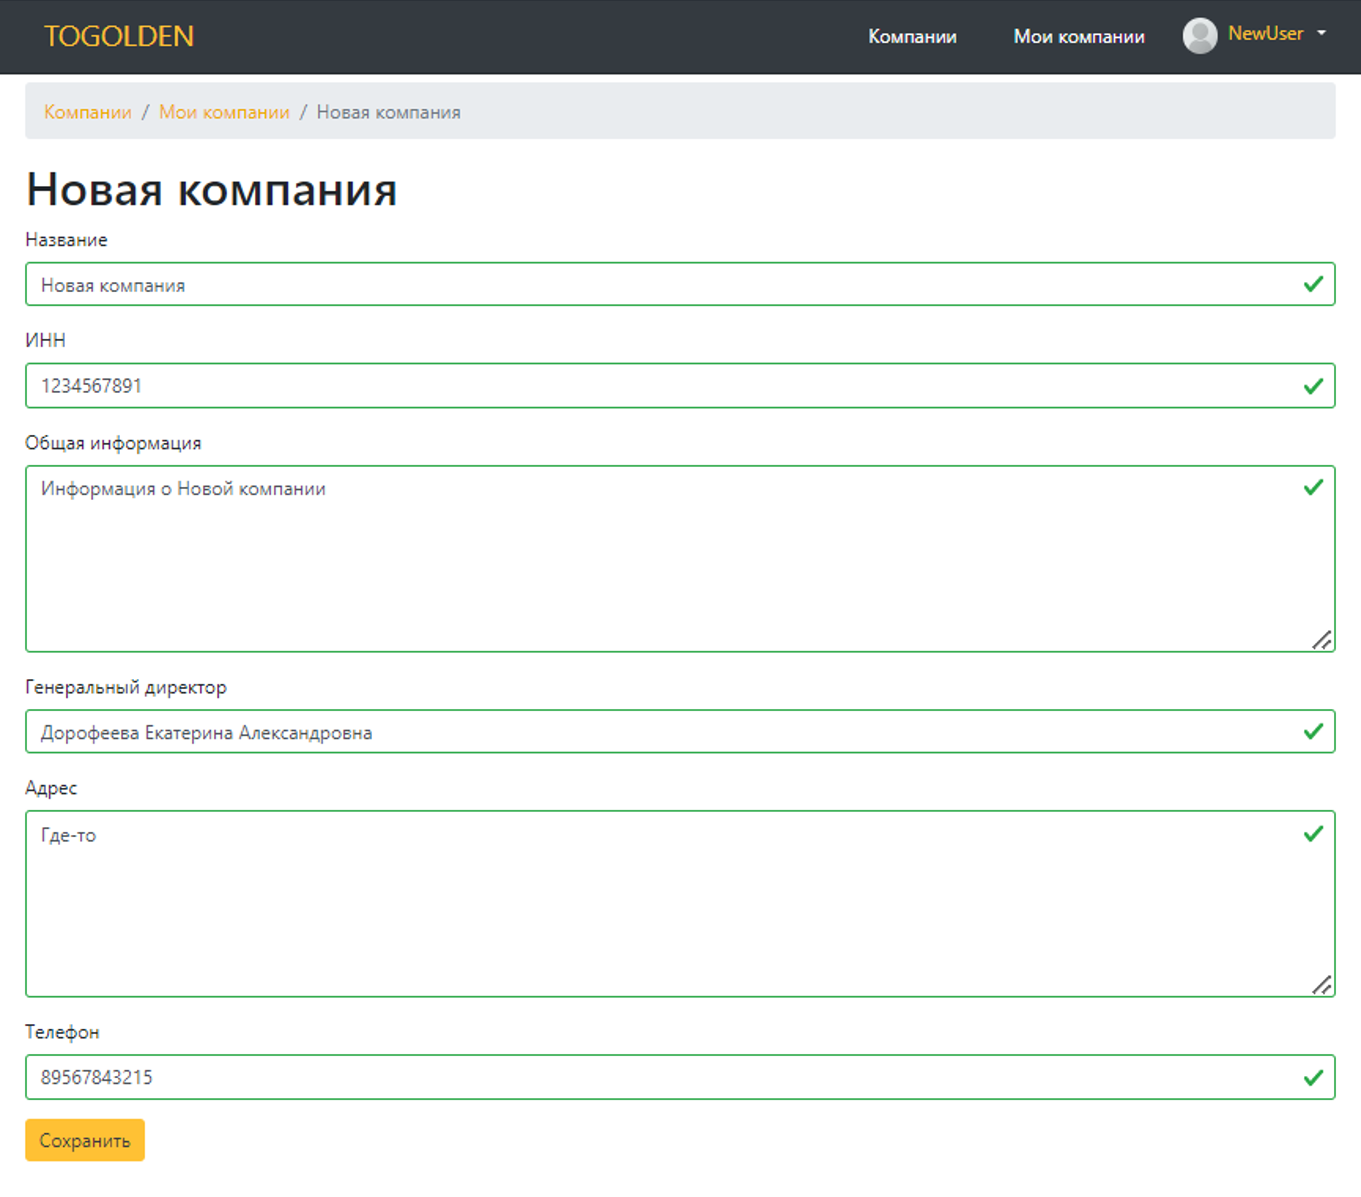 TOGOLDEN Компании Мои компании NewUser
Компании / Мои компании / Новая компания
Новая компания
Название
Новая компания
ИНН
1234567891
Общая информация
Информация о Новой компании
Генеральный директор
Дорофеева Екатерина Александровна
Адрес
Где-то
Телефон
89567843215
Сохранить